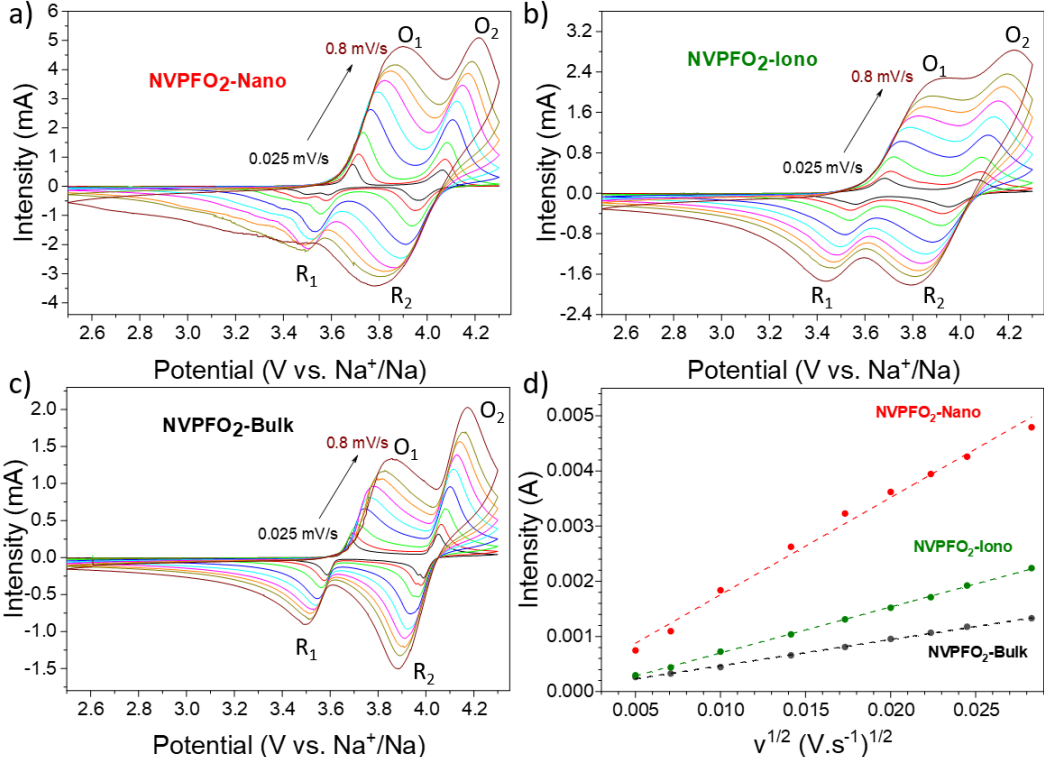 a)
6
5
4
3
2
1
0
-1
-2
-3
-4
Intensity (mA)
NVPFO₂-Nano
0.8 mV/s
0.025 mV/s
O₁
O₂
R₁
R₂
2.6 2.8 3.0 3.2 3.4 3.6 3.8 4.0 4.2
Potential (V vs. Na⁺/Na)
b)
3.6
3.0
2.4
1.8
1.2
0.6
0.0
-0.8
-1.6
-2.4
Intensity (mA)
NVPFO₂-Iono
0.8 mV/s
0.025 mV/s
O₁
O₂
R₁
R₂
2.6 2.8 3.0 3.2 3.4 3.6 3.8 4.0 4.2
Potential (V vs. Na⁺/Na)
c)
2.0
1.5
1.0
0.5
0.0
-0.5
-1.0
-1.5
Intensity (mA)
NVPFO₂-Bulk
0.8 mV/s
0.025 mV/s
O₁
O₂
R₁
R₂
2.6 2.8 3.0 3.2 3.4 3.6 3.8 4.0 4.2
Potential (V vs. Na⁺/Na)
d)
0.005
0.004
0.003
0.002
0.001
0.000
Intensity (A)
NVPFO₂-Nano
NVPFO₂-Iono
NVPFO₂-Bulk
0.005 0.010 0.015 0.020 0.025
v¹/² (V.s⁻¹)¹/²